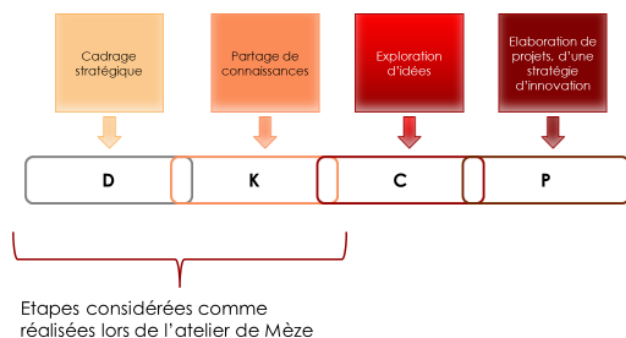 Cadrage
stratégique
Partage de
connaissances
Exploration
d'idées
Elaboration de
projets, d'une
stratégie
d'innovation
D
K
C
P
Etapes considérées comme
réalisées lors de l'atelier de Mèze